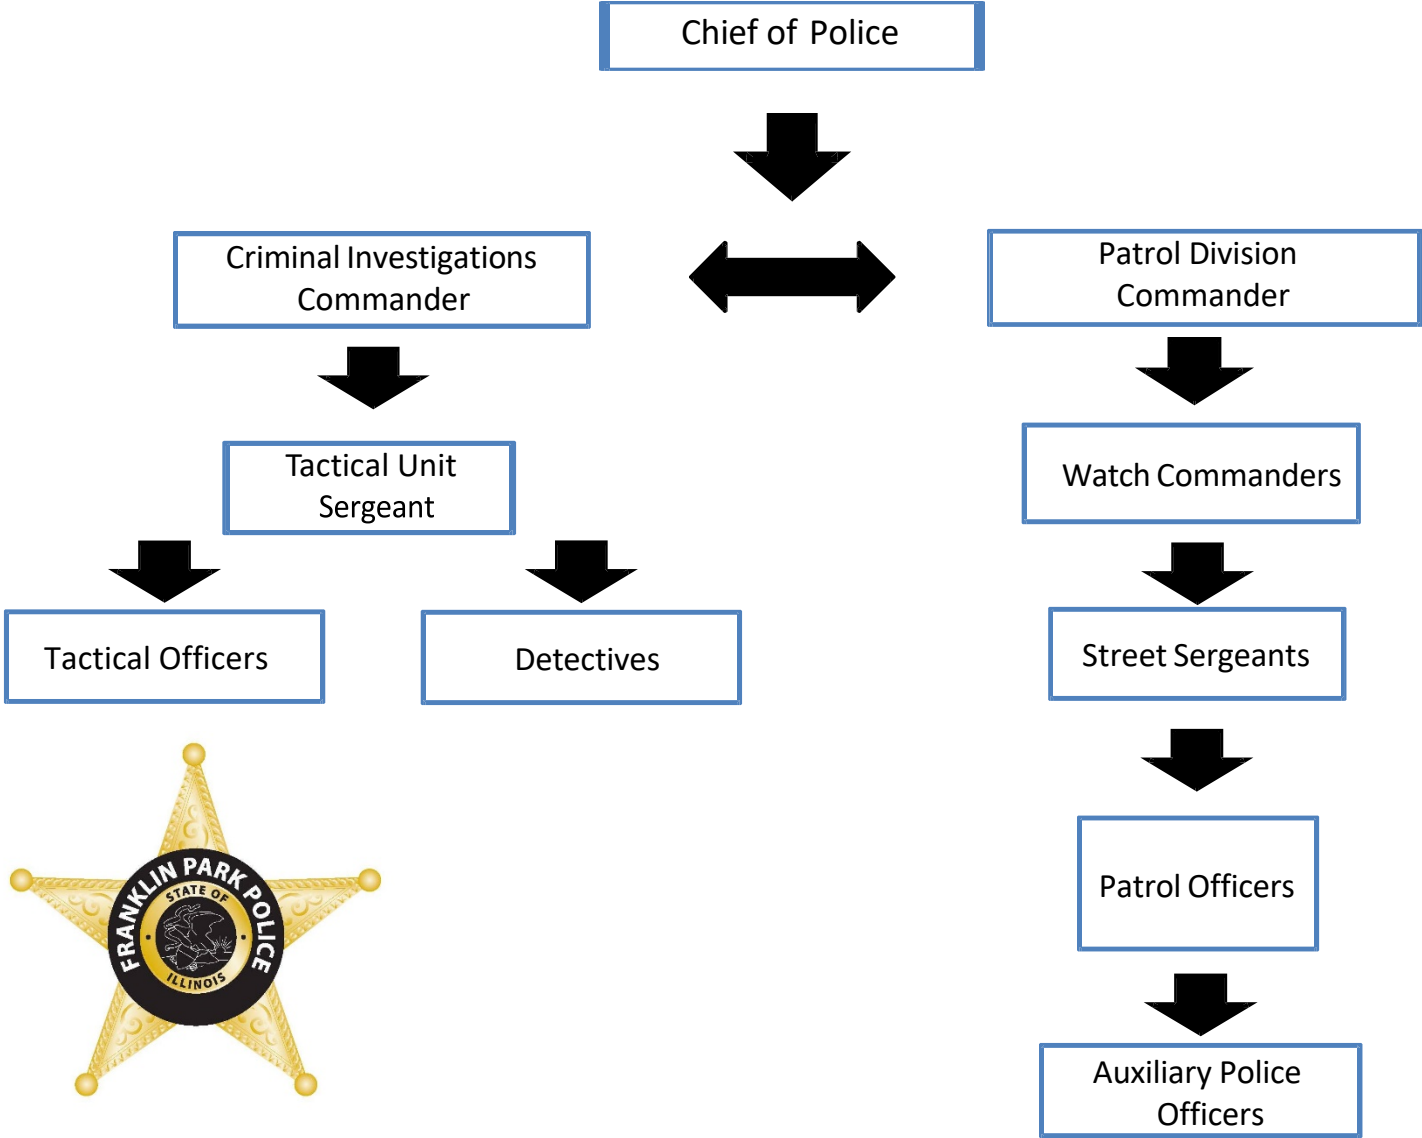 Chief of Police
Criminal Investigations
Commander
Patrol Division
Commander
Tactical Unit
Sergeant
Watch Commanders
Tactical Officers
Detectives
Street Sergeants
Patrol Officers
Auxiliary Police
Officers
FRANKLIN PARK POLICE
STATE OF
ILLINOIS